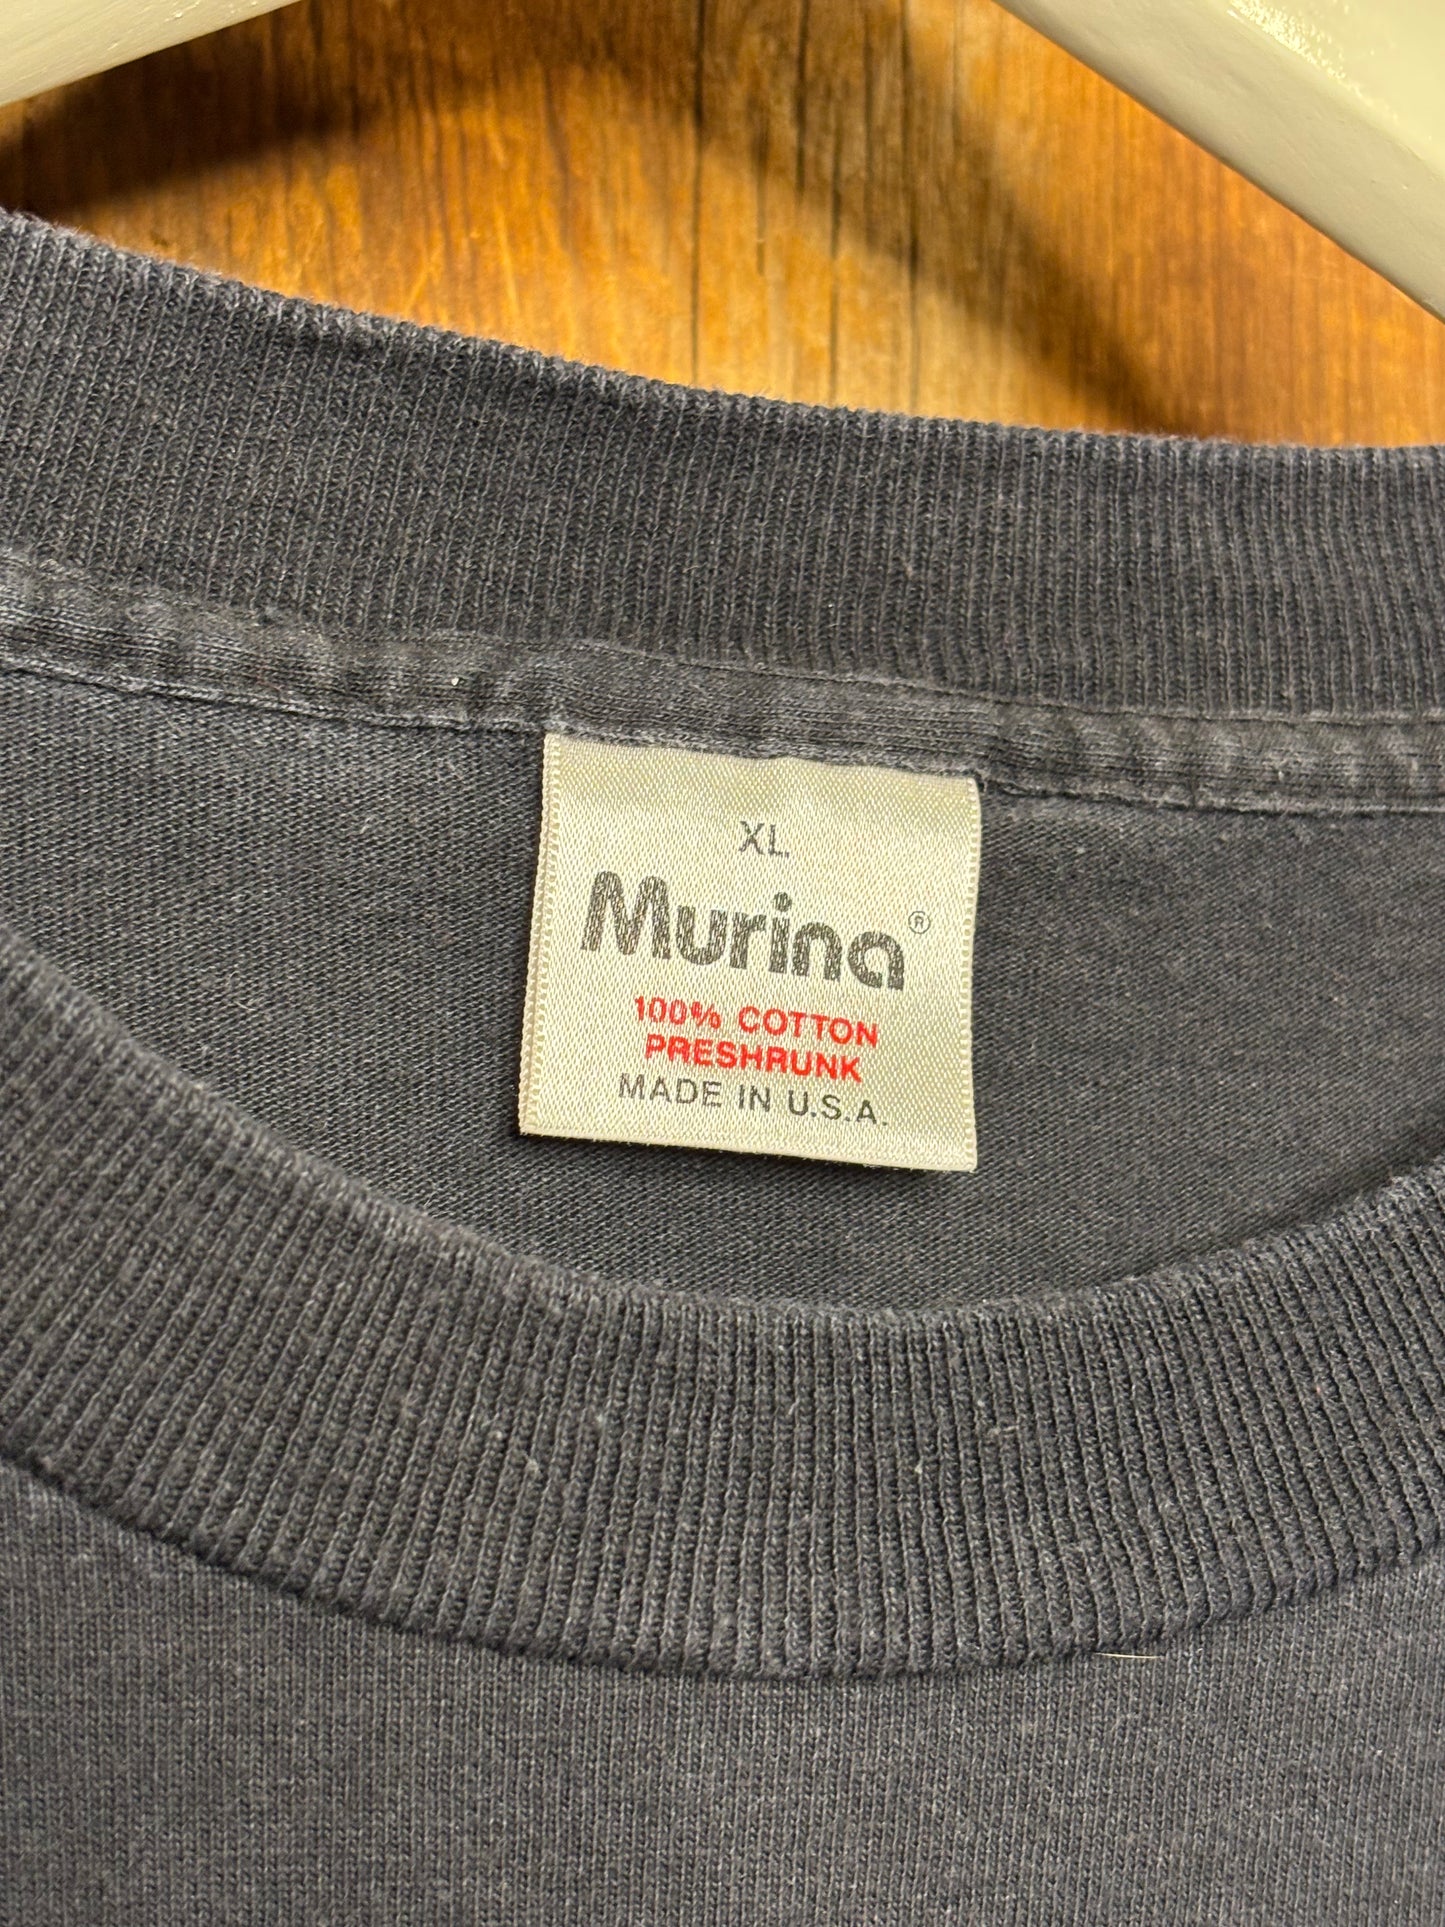 XL
Murina®
100% COTTON
PRESHRUNK
MADE IN U.S.A.